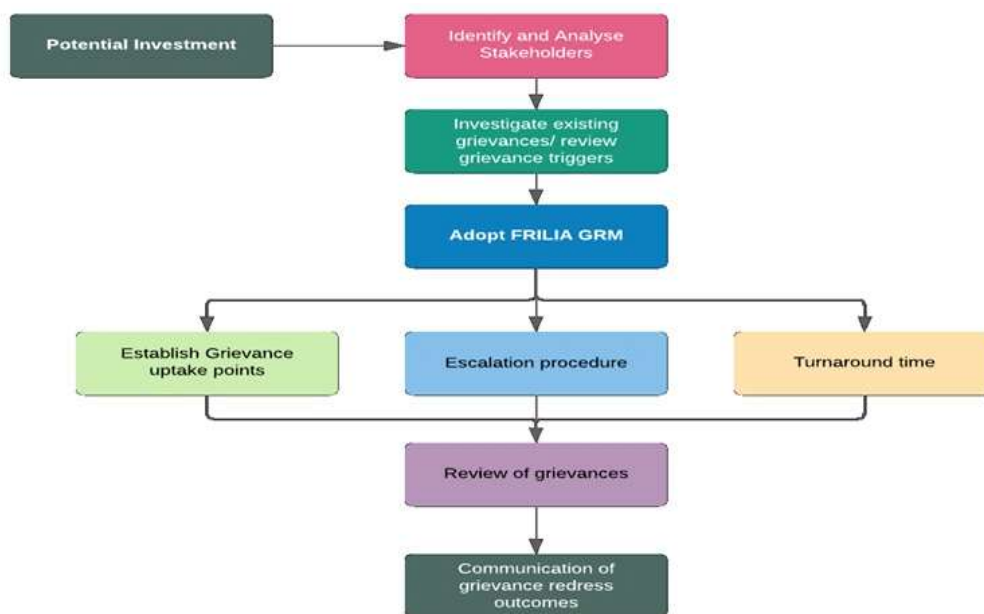 Potential Investment
Identify and Analyse
Stakeholders
Investigate existing
grievances/ review
grievance triggers
Adopt FRILIA GRM
Establish Grievance
uptake points
Escalation procedure
Turnaround time
Review of grievances
Communication of
grievance redress
outcomes